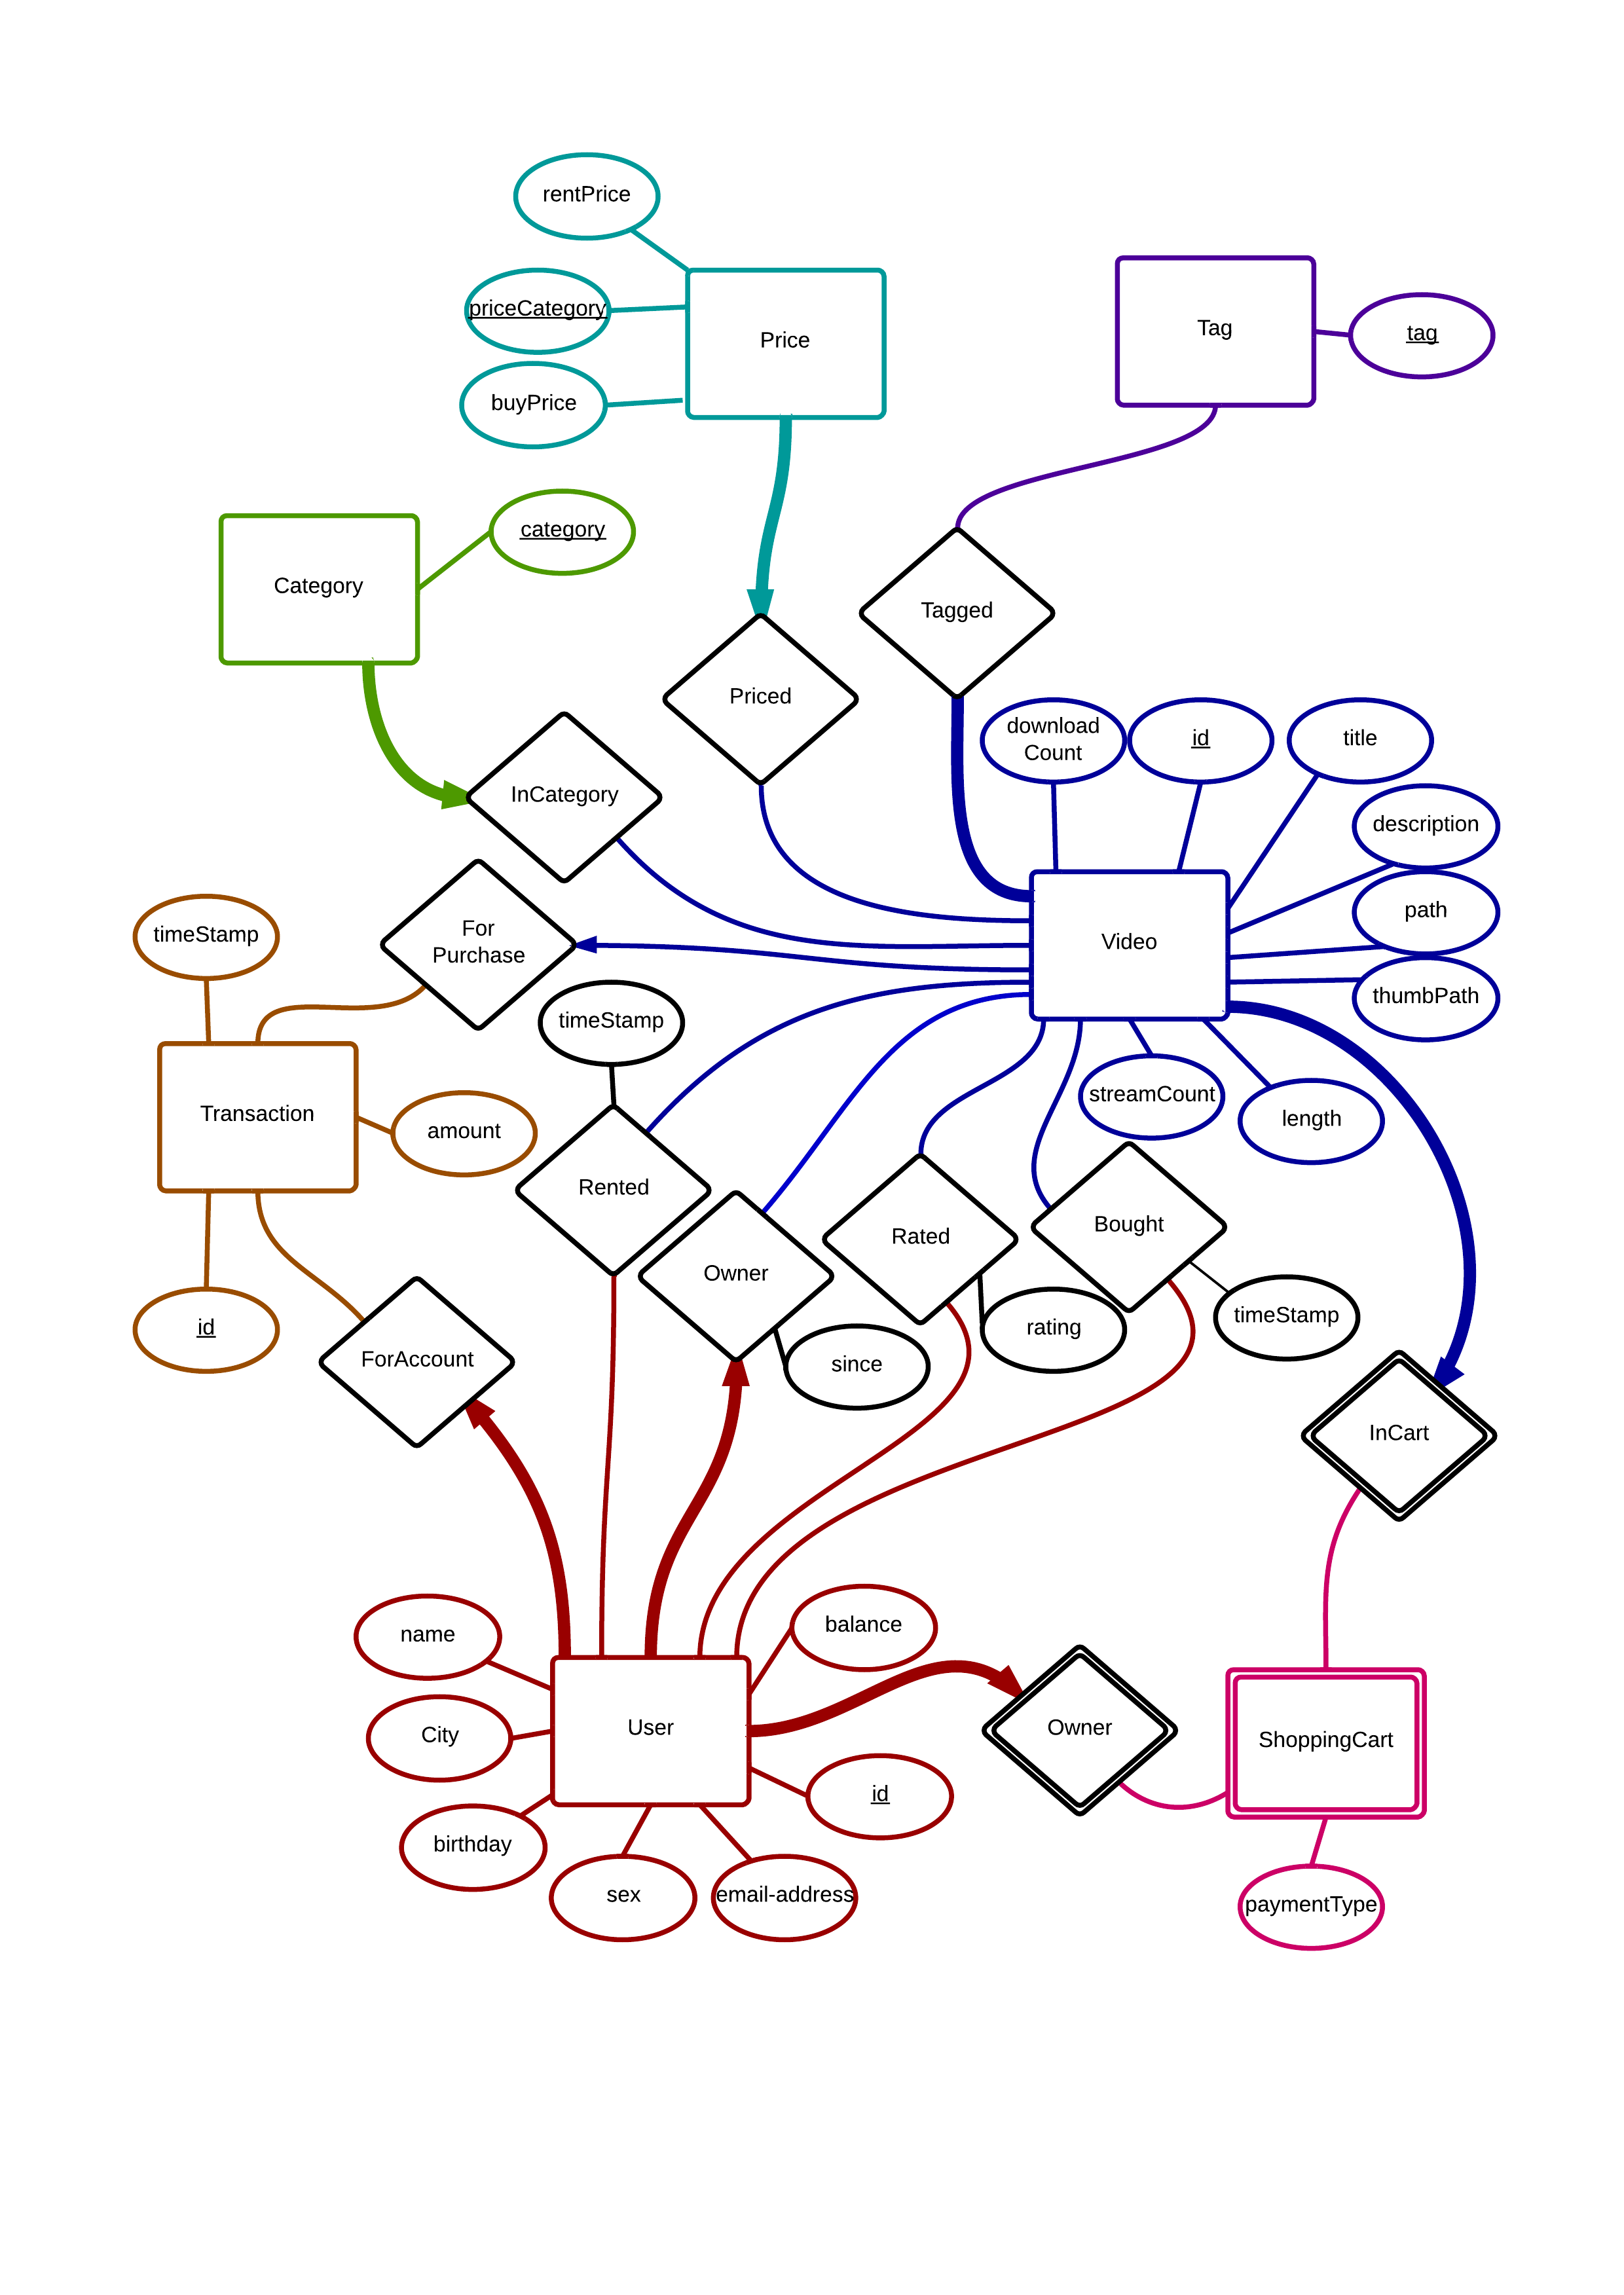 rentPrice
priceCategory
Price
buyPrice
Tag
tag
category
Category
Tagged
Priced
InCategory
download
Count
id
title
description
path
thumbPath
Video
For
Purchase
timeStamp
timeStamp
Transaction
amount
streamCount
length
Rented
Owner
Rated
Bought
id
ForAccount
since
rating
timeStamp
InCart
name
balance
City
User
Owner
ShoppingCart
id
birthday
sex
email-address
paymentType